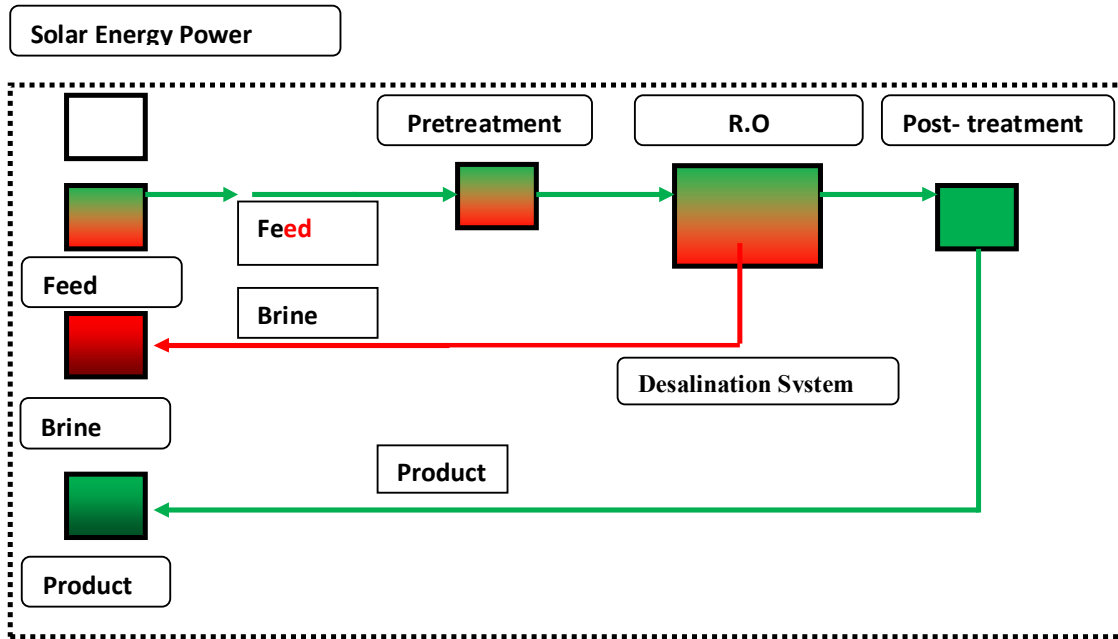 Solar Energy Power
Pretreatment
R.O
Post- treatment
Feed
Feed
Brine
Desalination System
Brine
Product
Product